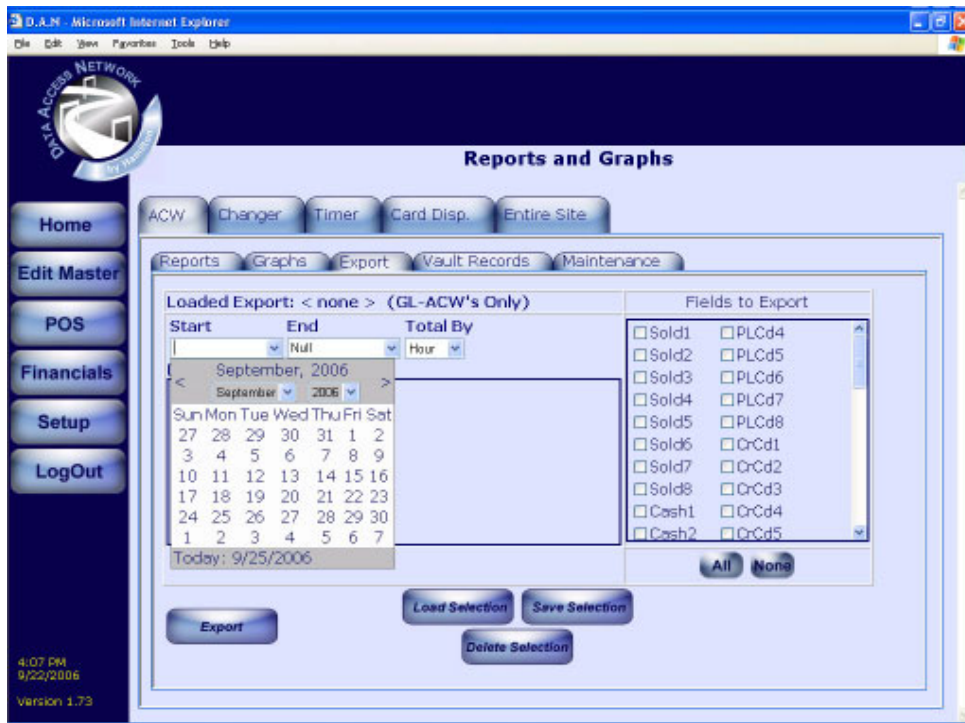 D.A.N - Microsoft Internet Explorer
File Edit View Favorites Tools Help
DATA ACCESS NETWORK
by Hamilton
Reports and Graphs
Home
Edit Master
POS
Financials
Setup
LogOut
4:07 PM
9/22/2006
Version 1.73
ACW Changer Timer Card Disp. Entire Site
Reports Graphs Export Vault Records Maintenance
Loaded Export: < none > (GL-ACW's Only)
Start End Total By
Null Hour
September, 2006
< September 2006 >
Sun Mon Tue Wed Thu Fri Sat
27 28 29 30 31 1 2
3 4 5 6 7 8 9
10 11 12 13 14 15 16
17 18 19 20 21 22 23
24 25 26 27 28 29 30
1 2 3 4 5 6 7
Today: 9/25/2006
Fields to Export
Sold1 PLCd4
Sold2 PLCd5
Sold3 PLCd6
Sold4 PLCd7
Sold5 PLCd8
Sold6 CrCd1
Sold7 CrCd2
Sold8 CrCd3
Cash1 CrCd4
Cash2 CrCd5
All None
Load Selection Save Selection
Export
Delete Selection